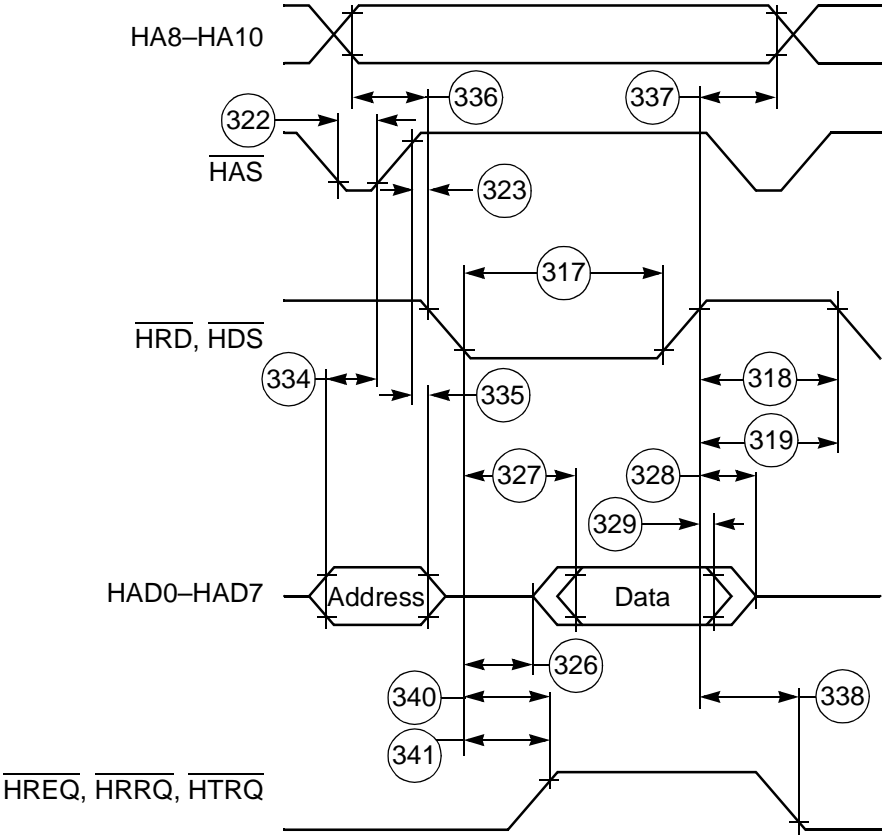 HA8–HA10
336
337
322
HAS
323
317
HRD, HDS
334
335
318
319
327
328
329
HAD0–HAD7
Address
Data
326
340
338
341
HREQ, HRRQ, HTRQ